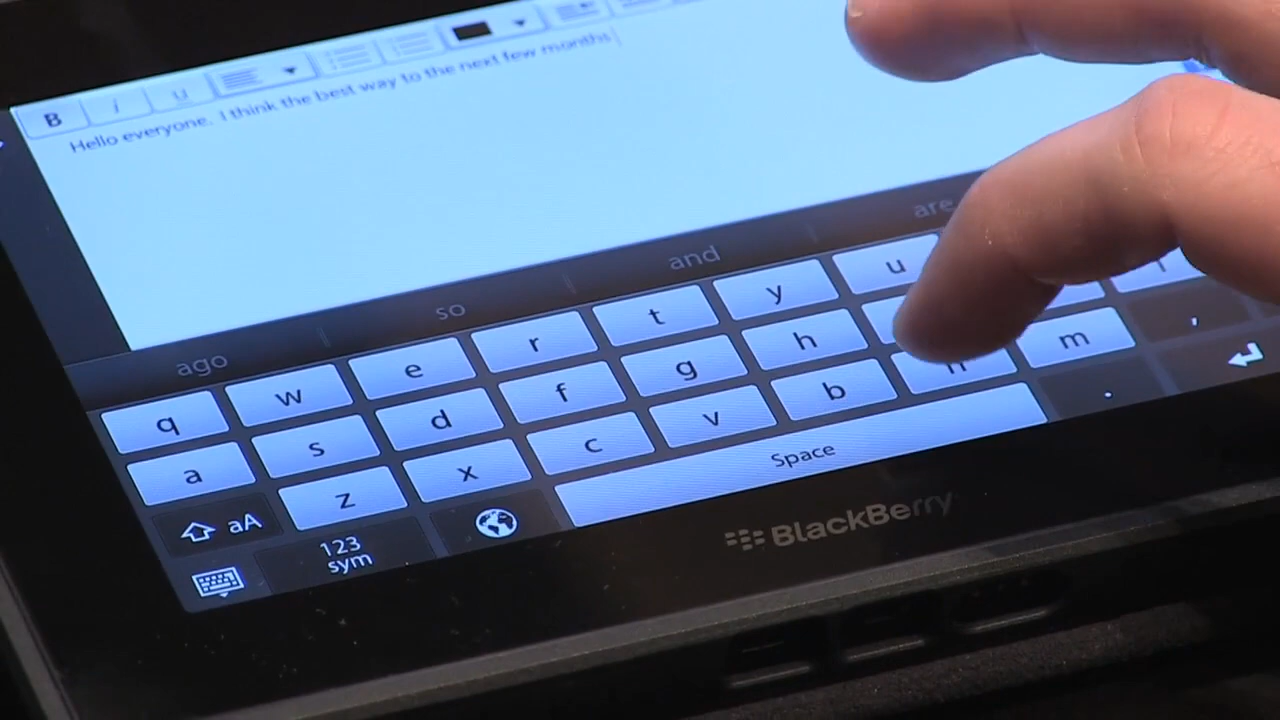 B I U
Hello everyone. I think the best way to the next few months
ago so and are
q w e r t y u
a s d f g h
z x c v b n m ,
aA
123
sym
Space .
BlackBerry